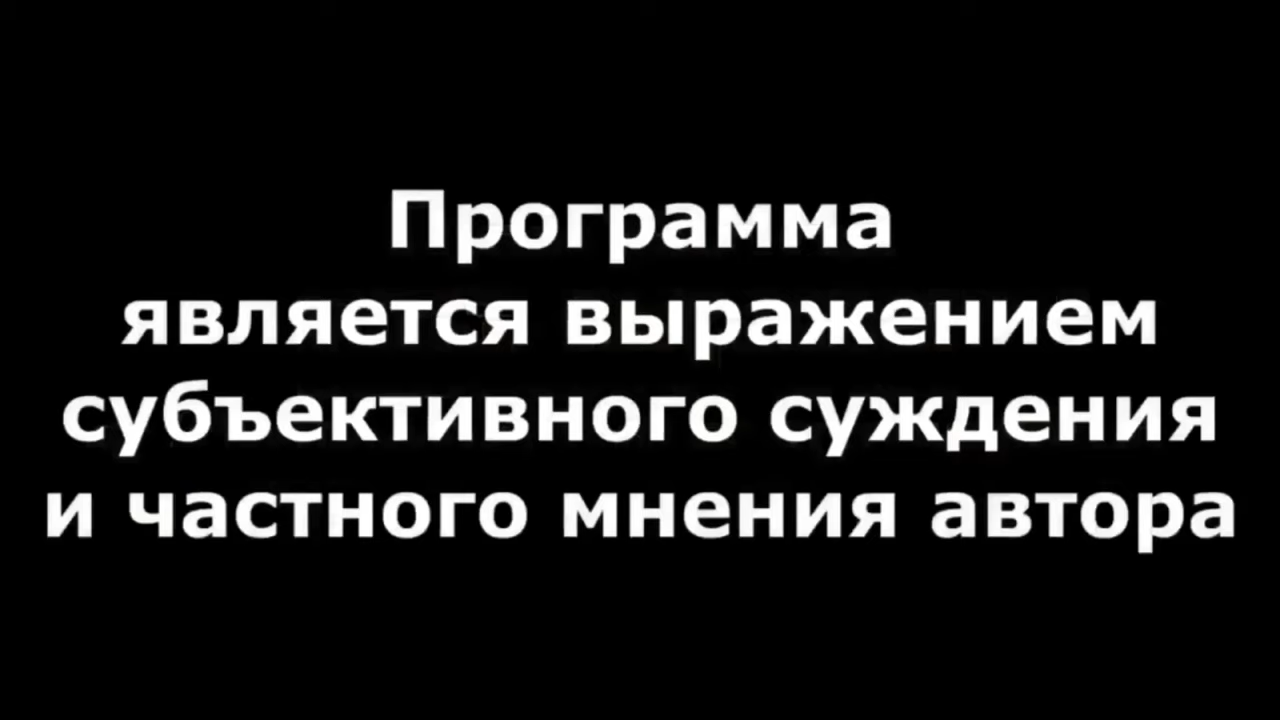 Программа
является выражением
субъективного суждения
и частного мнения автора